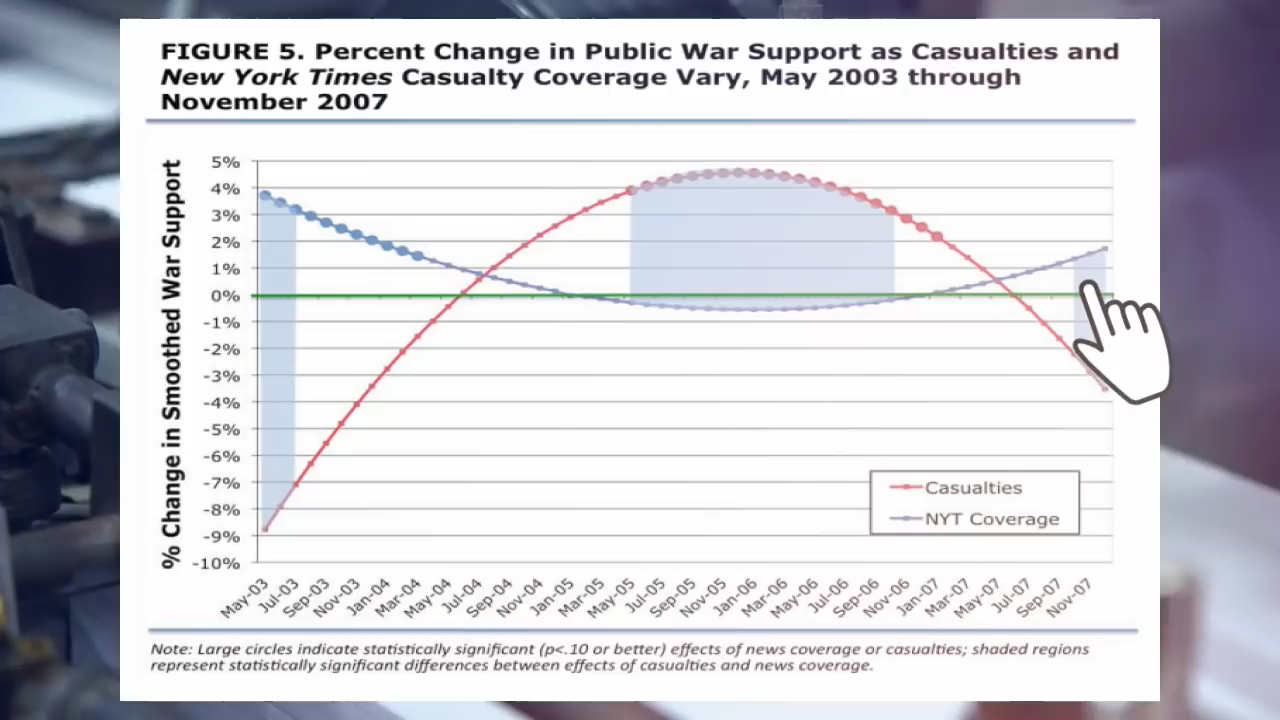 FIGURE 5. Percent Change in Public War Support as Casualties and
New York Times Casualty Coverage Vary, May 2003 through
November 2007
% Change in Smoothed War Support
5%
4%
3%
2%
1%
0%
-1%
-2%
-3%
-4%
-5%
-6%
-7%
-8%
-9%
-10%
Casualties
NYT Coverage
May-03
Jul-03
Sep-03
Nov-03
Jan-04
Mar-04
May-04
Jul-04
Sep-04
Nov-04
Jan-05
Mar-05
May-05
Jul-05
Sep-05
Nov-05
Jan-06
Mar-06
May-06
Jul-06
Sep-06
Nov-06
Jan-07
Mar-07
May-07
Jul-07
Sep-07
Nov-07
Note: Large circles indicate statistically significant (p<.10 or better) effects of news coverage or casualties; shaded regions
represent statistically significant differences between effects of casualties and news coverage.